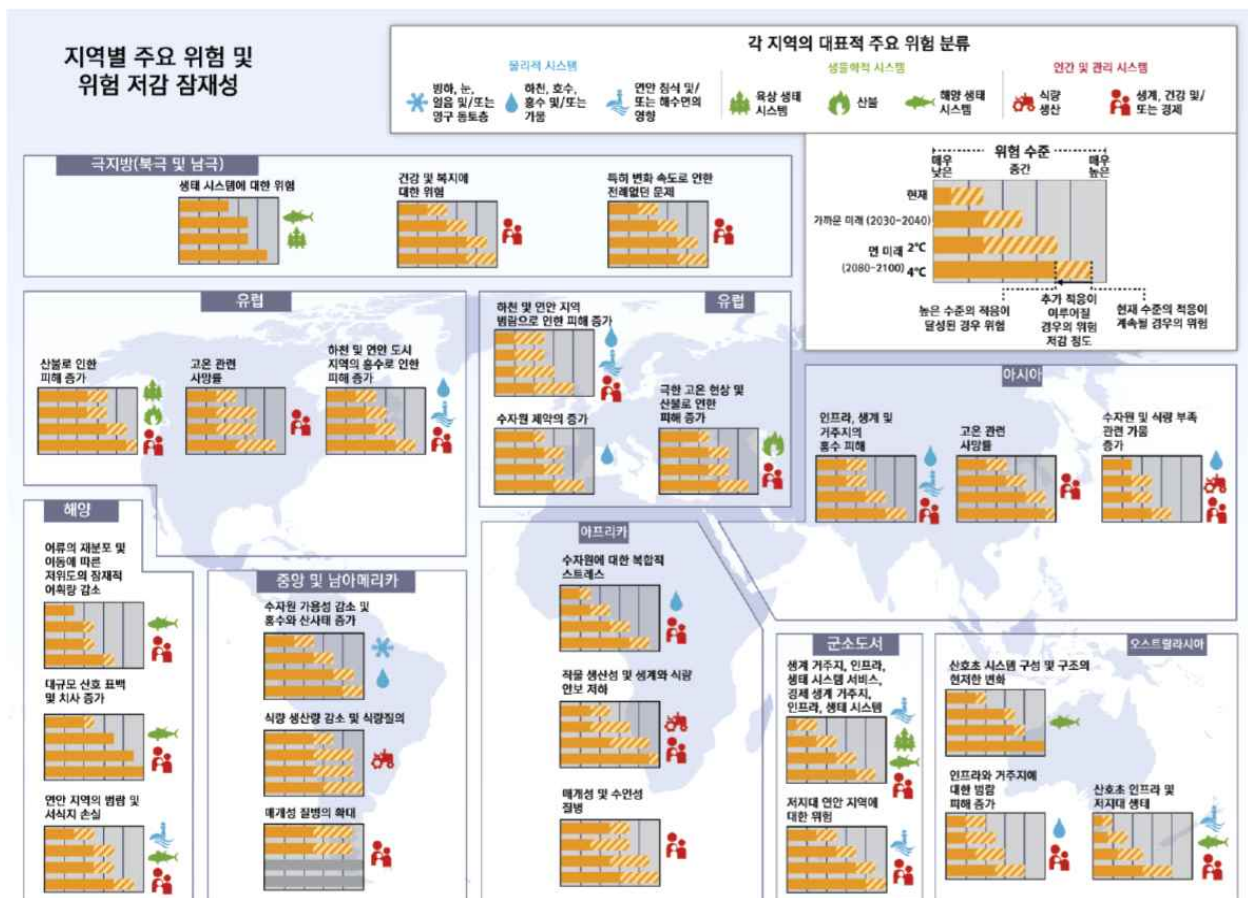 지역별 주요 위험 및
위험 저감 잠재성
각 지역의 대표적 주요 위험 분류
물리적 시스템
생물학적 시스템
인간 및 관리 시스템
빙하, 눈,
얼음 및/또는
영구 동토층
하천, 호수,
홍수 및/또는
가뭄
연안 침식 및/
또는 해수면의
영향
육상 생태
시스템
산불
해양 생태
시스템
식량
생산
생계, 건강 및/
또는 경제
위험 수준
매우
낮은
중간
매우
높은
현재
가까운 미래 (2030-2040)
먼 미래 2°C
(2080-2100) 4°C
높은 수준의 적응이
달성된 경우 위험
추가 적응이
이루어질
경우의 위험
저감 정도
현재 수준의 적응이
계속될 경우의 위험
극지방(북극 및 남극)
생태 시스템에 대한 위험
건강 및 복지에
대한 위험
특히 변화 속도로 인한
전례없던 문제
유럽
산불로 인한
피해 증가
고온 관련
사망률
하천 및 연안 도시
지역의 홍수로 인한
피해 증가
유럽
하천 및 연안 지역
범람으로 인한 피해 증가
수자원 제약의 증가
극한 고온 현상 및
산불로 인한
피해 증가
아시아
인프라, 생계 및
거주지의
홍수 피해
고온 관련
사망률
수자원 및 식량 부족
관련 가뭄
증가
해양
어류의 재분포 및
이동에 따른
저위도의 잠재적
어획량 감소
대규모 산호 표백
및 치사 증가
연안 지역의 범람 및
서식지 손실
중앙 및 남아메리카
수자원 가용성 감소 및
홍수와 산사태 증가
식량 생산량 감소 및 식량질의
매개성 질병의 확대
아프리카
수자원에 대한 복합적
스트레스
작물 생산성 및 생계와 식량
안보 저하
매개성 및 수인성
질병
군소도서
생계 거주지, 인프라,
생태 시스템 서비스,
경제 생계 거주지,
인프라, 생태 시스템
저지대 연안 지역에
대한 위험
오스트랄라시아
산호초 시스템 구성 및 구조의
현저한 변화
인프라와 거주지에
대한 범람
피해 증가
산호초 인프라 및
저지대 생태